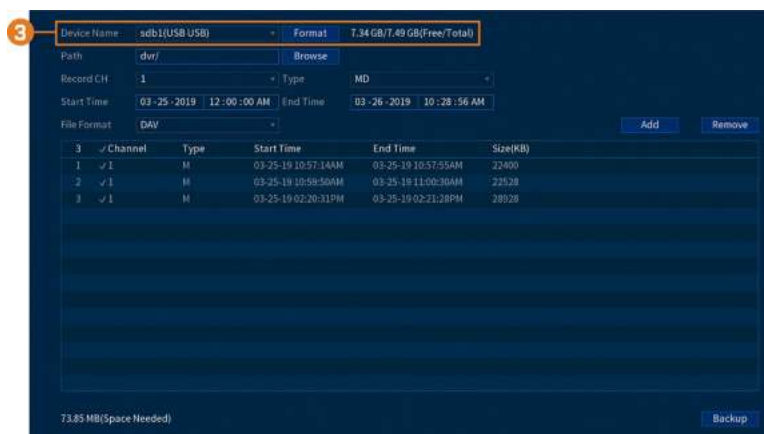 3 Device Name sdb1(USB USB) Format 7.34 GB/7.49 GB(Free/Total)
Path dvr/ Browse
Record CH 1 Type MD
Start Time 03 -25 -2019 12 :00 :00 AM End Time 03 -26 -2019 10 :28 :56 AM
File Format DAV Add Remove
3 ✓ Channel Type Start Time End Time Size(KB)
1 ✓ 1 M 03-25-19 10:57:14AM 03-25-19 10:57:55AM 22400
2 ✓ 1 M 03-25-19 10:59:50AM 03-25-19 11:00:30AM 22528
3 ✓ 1 M 03-25-19 02:20:31PM 03-25-19 02:21:28PM 28928
73.85 MB(Space Needed) Backup